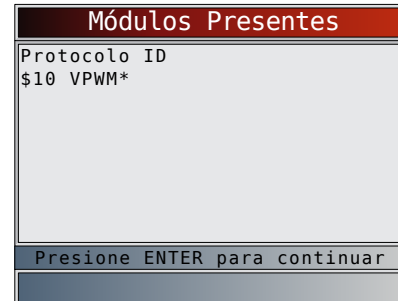 Módulos Presentes
Protocolo ID
$10 VPWM*
Presione ENTER para continuar